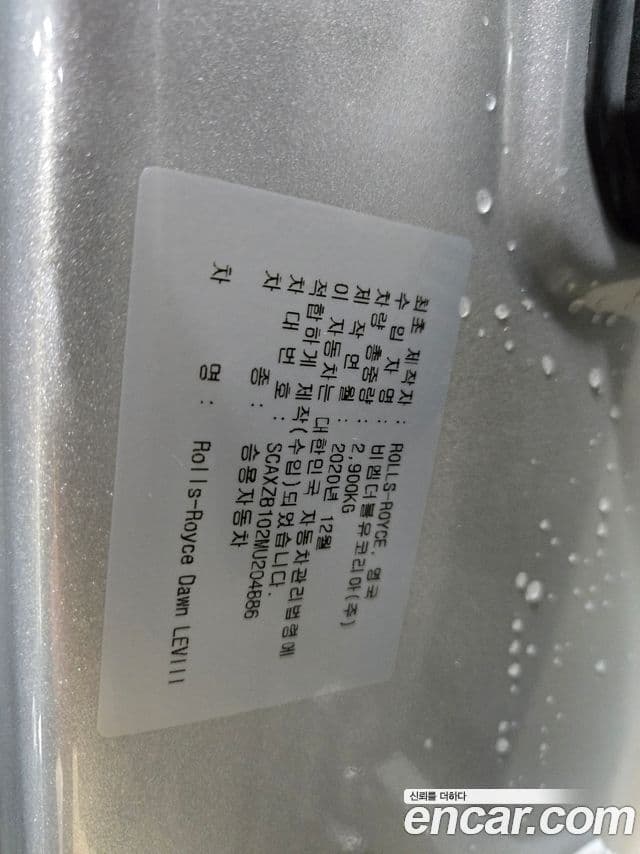 최초 제작자: ROLLS-ROYCE, 영국
수 입 자 명: 비엠더블유코리아(주)
차량 총중량: 2,900KG
제 작 연 월: 2020년 12월
이 자동차는 대한민국 자동차관리법령에
적합하게 제작(수입)되었습니다.
차 대 번 호: SCAXZB102MU204886
차 종: 승용자동차
차 명: Rolls-Royce Dawn LEVIII
신뢰를 더하다
encar.com